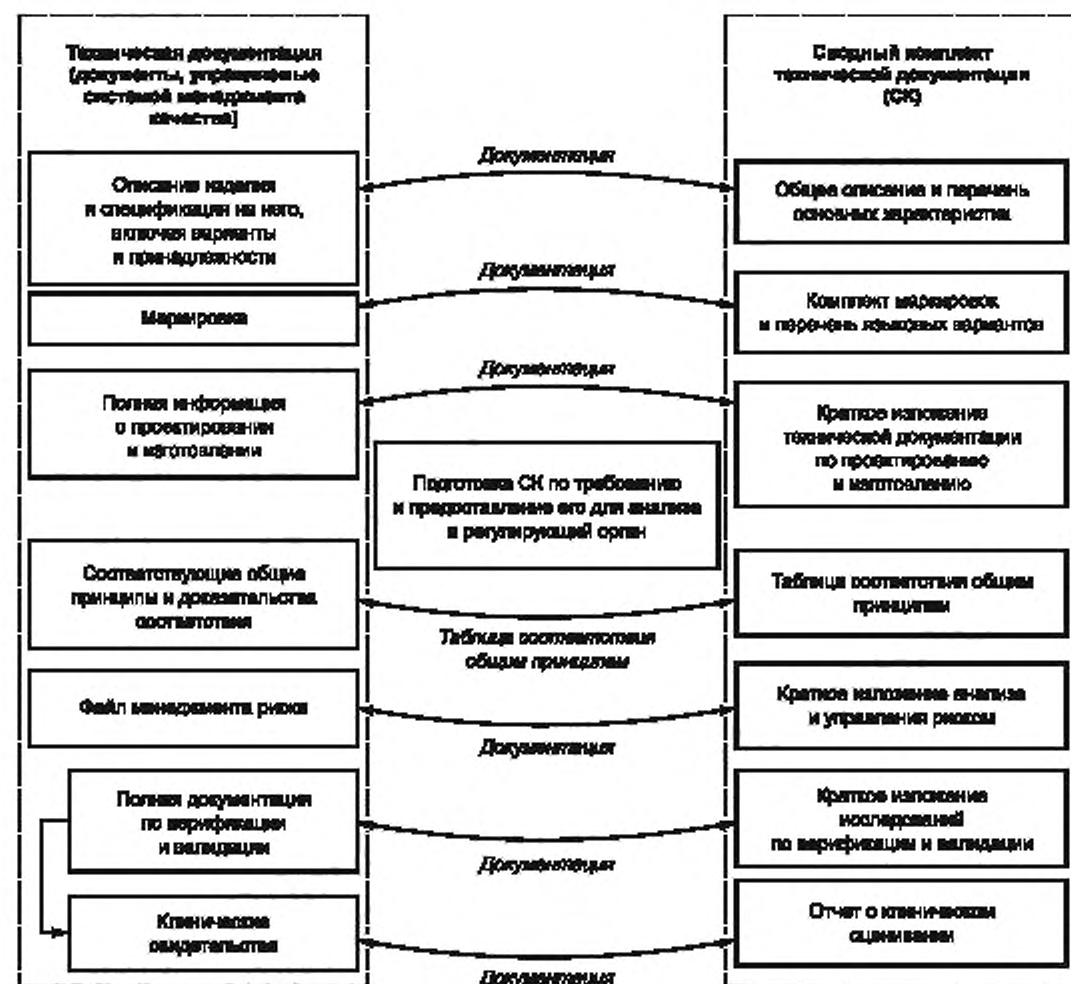 Техническая документация
(документы, управляемые
системой менеджмента
качества]
Описание изделия
и спецификация на него,
включая варианты
и принадлежности
Маркировка
Полная информация
о проектировании
и изготовлении
Соответствующие общие
принципы и доказательства
соответствия
Файл менеджмента риска
Полная документация
по верификации
и валидации
Клинические
свидетельства
Документация
Документация
Документация
Подготовка СК по требованию
и предоставление его для анализа
в регулирующий орган
Таблица соответствия
общим принципам
Документация
Документация
Документация
Сводный комплект
технической документации
(СК)
Общее описание и перечень
основных характеристик
Комплект маркировок
и перечень языковых вариантов
Краткое изложение
технической документации
по проектированию
и изготовлению
Таблица соответствия общим
принципам
Краткое изложение анализа
и управления риском
Краткое изложение
исследований
по верификации и валидации
Отчет о клиническом
оценивании